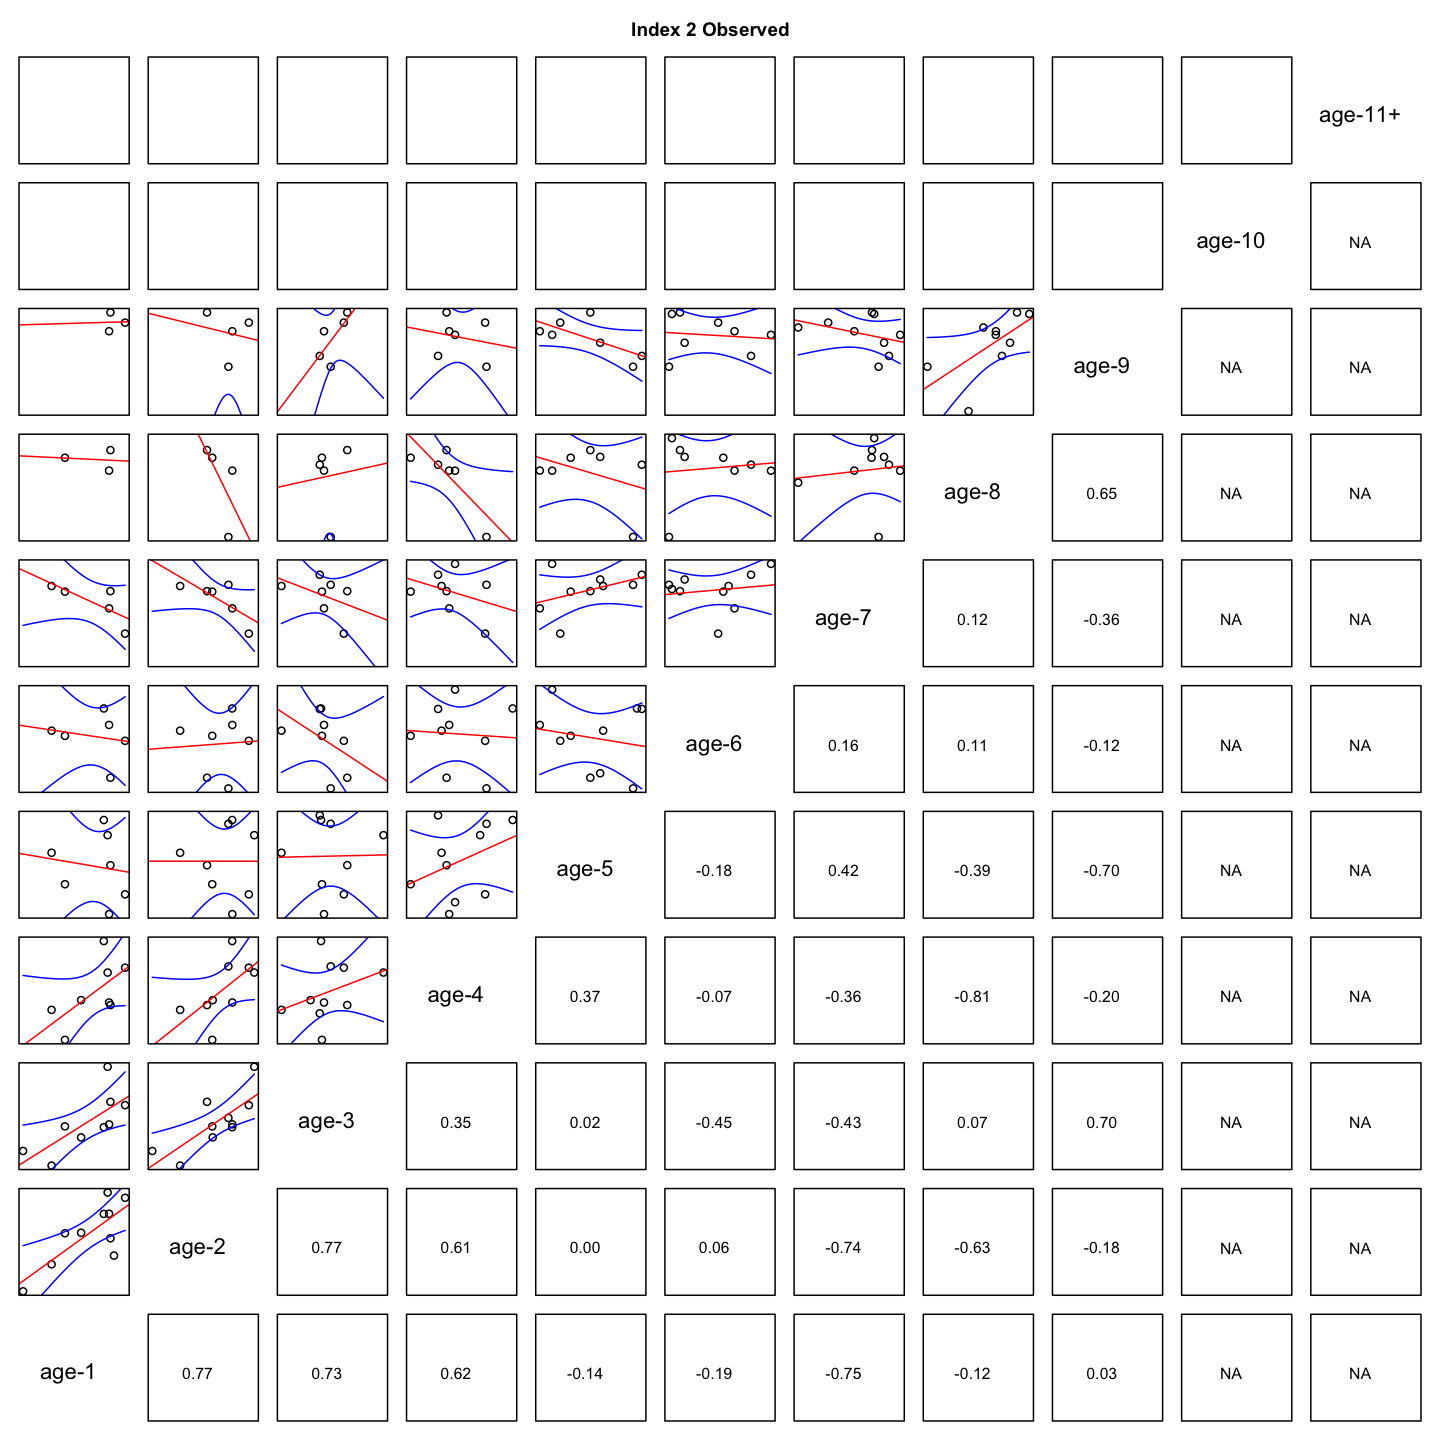 Index 2 Observed
age-11+
age-10 NA
age-9 NA NA
age-8 0.65 NA NA
age-7 0.12 -0.36 NA NA
age-6 0.16 0.11 -0.12 NA NA
age-5 -0.18 0.42 -0.39 -0.70 NA NA
age-4 0.37 -0.07 -0.36 -0.81 -0.20 NA NA
age-3 0.35 0.02 -0.45 -0.43 0.07 0.70 NA NA
age-2 0.77 0.61 0.00 0.06 -0.74 -0.63 -0.18 NA NA
age-1 0.77 0.73 0.62 -0.14 -0.19 -0.75 -0.12 0.03 NA NA